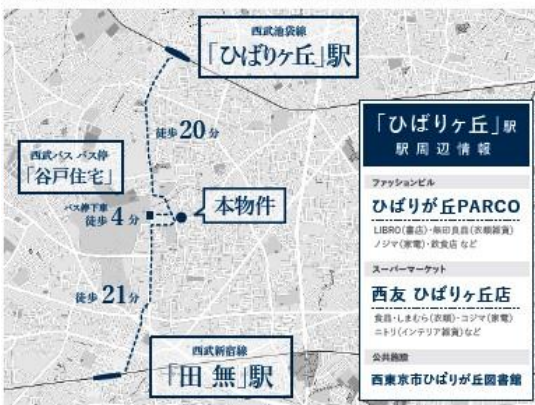 西武池袋線
「ひばりヶ丘」駅
徒歩20分
西武バス バス停
「谷戸住宅」
バス停下車
徒歩4分
本物件
徒歩21分
西武新宿線
「田無」駅
「ひばりヶ丘」駅
駅周辺情報
ファッションビル
ひばりが丘PARCO
LIBRO(書店)・無印良品(衣類雑貨)
ノジマ(家電)・飲食店 など
スーパーマーケット
西友 ひばりヶ丘店
食品・しまむら(衣類)・コジマ(家電)
ニトリ(インテリア雑貨)など
公共施設
西東京市ひばりが丘図書館